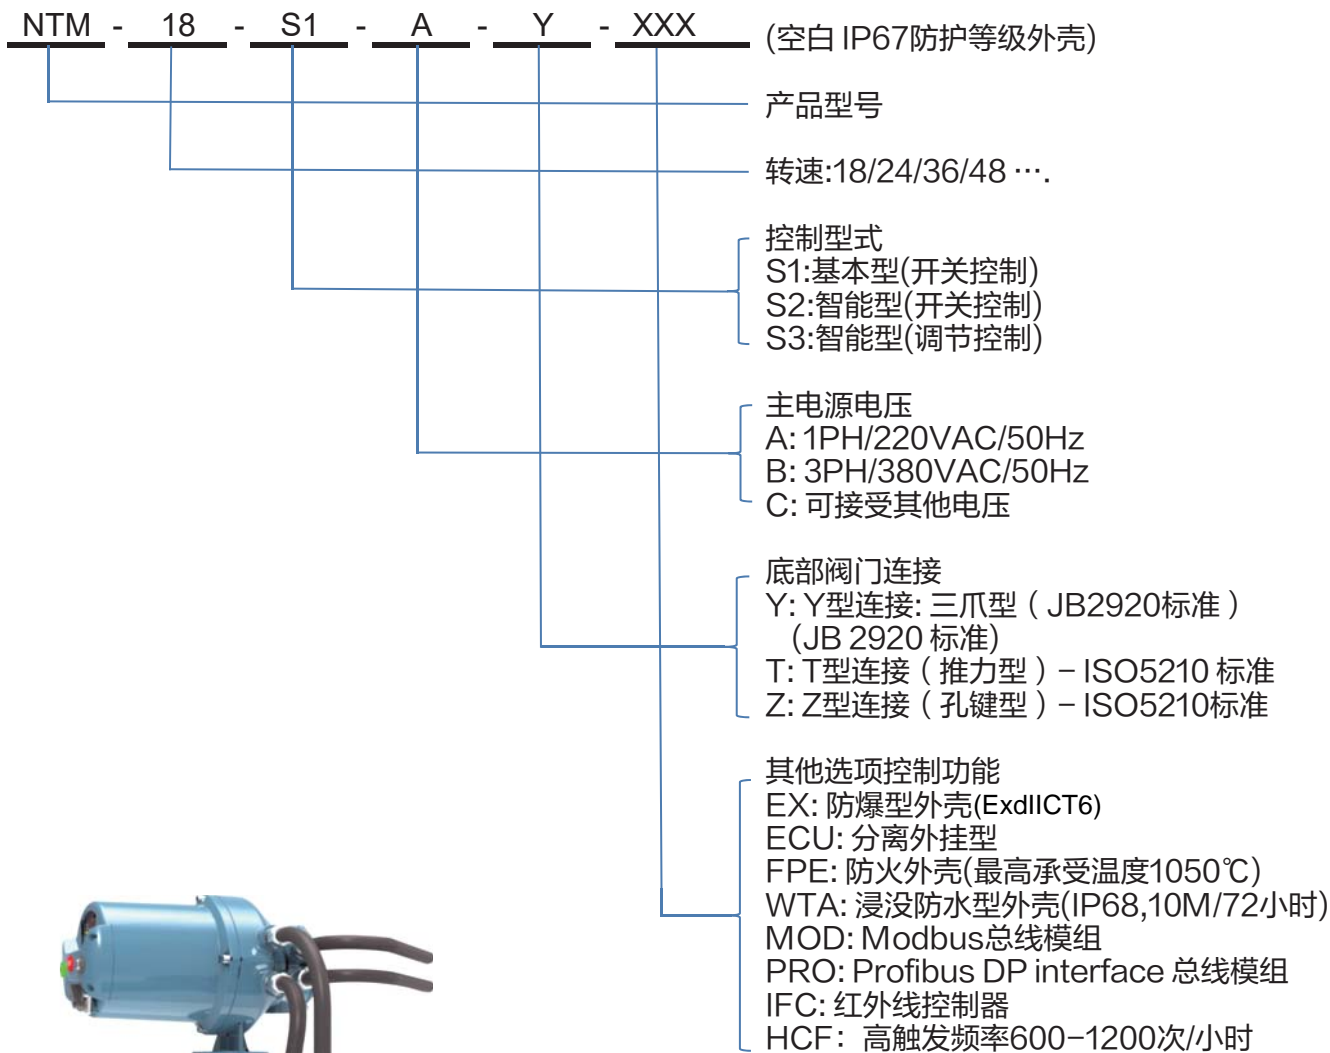 NTM - 18 - S1 - A - Y - XXX (空白 IP67防护等级外壳)
产品型号
转速:18/24/36/48 ….
控制型式
S1:基本型(开关控制)
S2:智能型(开关控制)
S3:智能型(调节控制)
主电源电压
A: 1PH/220VAC/50Hz
B: 3PH/380VAC/50Hz
C: 可接受其他电压
底部阀门连接
Y: Y型连接: 三爪型（JB2920标准）
(JB 2920 标准)
T: T型连接（推力型）– ISO5210 标准
Z: Z型连接（孔键型）– ISO5210标准
其他选项控制功能
EX: 防爆型外壳(ExdIICT6)
ECU: 分离外挂型
FPE: 防火外壳(最高承受温度1050℃)
WTA: 浸没防水型外壳(IP68,10M/72小时)
MOD: Modbus总线模组
PRO: Profibus DP interface 总线模组
IFC: 红外线控制器
HCF: 高触发频率600–1200次/小时